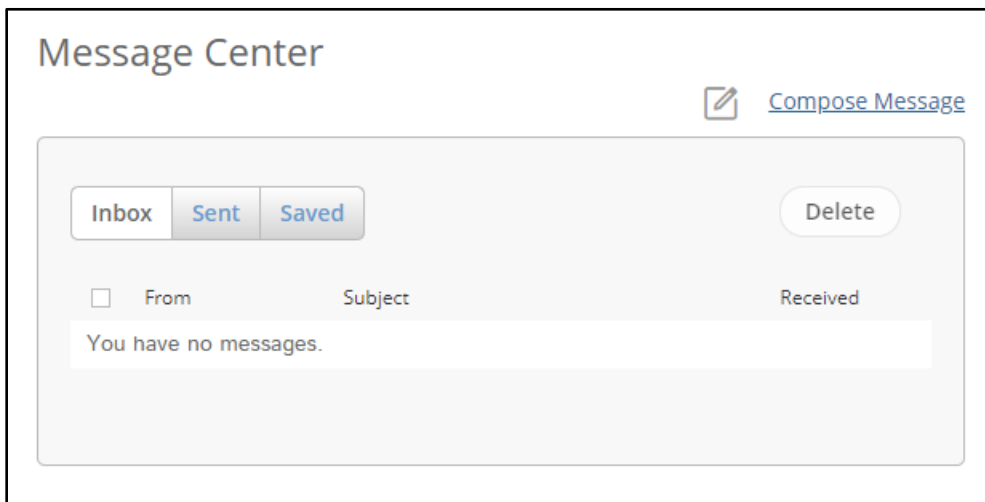 Message Center
Compose Message
Inbox Sent Saved Delete
From Subject Received
You have no messages.